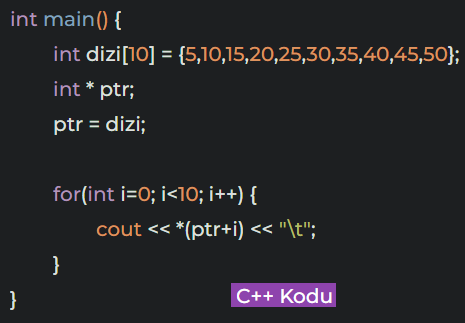 int main() {
int dizi[10] = {5,10,15,20,25,30,35,40,45,50};
int * ptr;
ptr = dizi;
for(int i=0; i<10; i++) {
cout << *(ptr+i) << "\t";
}
}
C++ Kodu